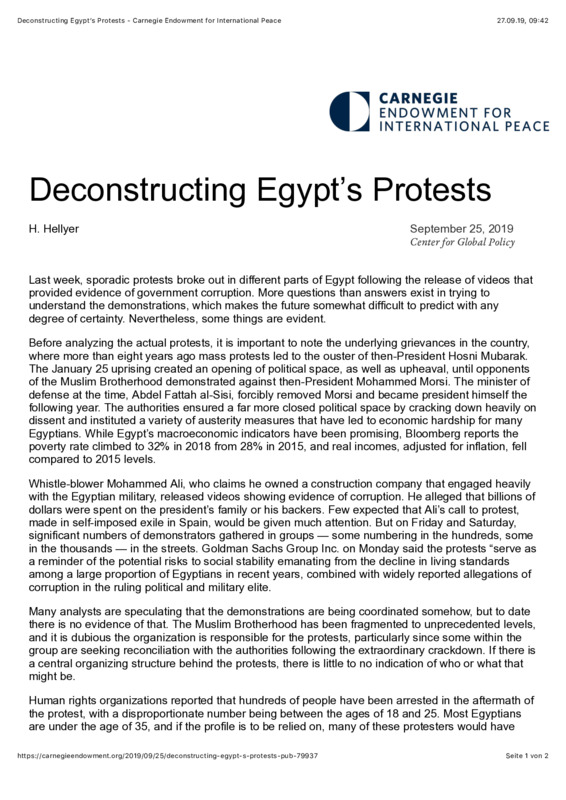 Deconstructing Egypt's Protests - Carnegie Endowment for International Peace
27.09.19, 09:42
CARNEGIE
ENDOWMENT FOR
INTERNATIONAL PEACE
Deconstructing Egypt's Protests
H. Hellyer
September 25, 2019
Center for Global Policy
Last week, sporadic protests broke out in different parts of Egypt following the release of videos that
provided evidence of government corruption. More questions than answers exist in trying to
understand the demonstrations, which makes the future somewhat difficult to predict with any
degree of certainty. Nevertheless, some things are evident.
Before analyzing the actual protests, it is important to note the underlying grievances in the country,
where more than eight years ago mass protests led to the ouster of then-President Hosni Mubarak.
The January 25 uprising created an opening of political space, as well as upheaval, until opponents
of the Muslim Brotherhood demonstrated against then-President Mohammed Morsi. The minister of
defense at the time, Abdel Fattah al-Sisi, forcibly removed Morsi and became president himself the
following year. The authorities ensured a far more closed political space by cracking down heavily on
dissent and instituted a variety of austerity measures that have led to economic hardship for many
Egyptians. While Egypt's macroeconomic indicators have been promising, Bloomberg reports the
poverty rate climbed to 32% in 2018 from 28% in 2015, and real incomes, adjusted for inflation, fell
compared to 2015 levels.
Whistle-blower Mohammed Ali, who claims he owned a construction company that engaged heavily
with the Egyptian military, released videos showing evidence of corruption. He alleged that billions of
dollars were spent on the president's family or his backers. Few expected that Ali's call to protest,
made in self-imposed exile in Spain, would be given much attention. But on Friday and Saturday,
significant numbers of demonstrators gathered in groups — some numbering in the hundreds, some
in the thousands — in the streets. Goldman Sachs Group Inc. on Monday said the protests "serve as
a reminder of the potential risks to social stability emanating from the decline in living standards
among a large proportion of Egyptians in recent years, combined with widely reported allegations of
corruption in the ruling political and military elite.
Many analysts are speculating that the demonstrations are being coordinated somehow, but to date
there is no evidence of that. The Muslim Brotherhood has been fragmented to unprecedented levels,
and it is dubious the organization is responsible for the protests, particularly since some within the
group are seeking reconciliation with the authorities following the extraordinary crackdown. If there is
a central organizing structure behind the protests, there is little to no indication of who or what that
might be.
Human rights organizations reported that hundreds of people have been arrested in the aftermath of
the protest, with a disproportionate number being between the ages of 18 and 25. Most Egyptians
are under the age of 35, and if the profile is to be relied on, many of these protesters would have
https://carnegieendowment.org/2019/09/25/deconstructing-egypt-s-protests-pub-79937
Seite 1 von 2